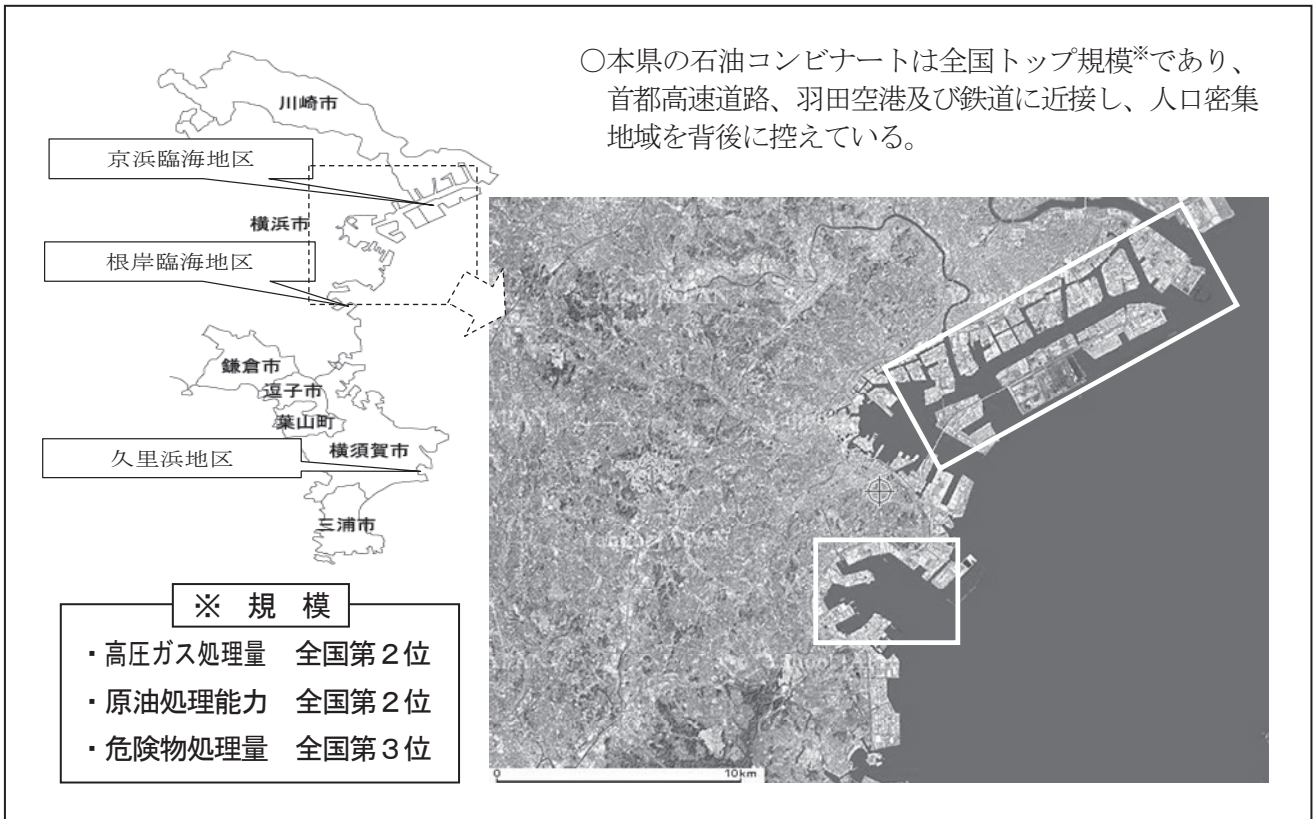 ○本県の石油コンビナートは全国トップ規模※であり、
首都高速道路、羽田空港及び鉄道に近接し、人口密集
地域を背後に控えている。
川崎市
京浜臨海地区
横浜市
根岸臨海地区
鎌倉市
逗子市
葉山町
横須賀市
久里浜地区
三浦市
※ 規 模
・高圧ガス処理量 全国第2位
・原油処理能力 全国第2位
・危険物処理量 全国第3位
0 10km